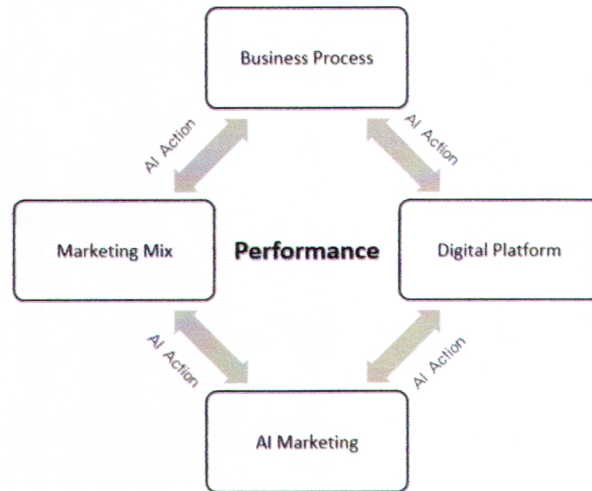 Business Process
AI Action
AI Action
Marketing Mix
Performance
Digital Platform
AI Action
AI Action
AI Marketing